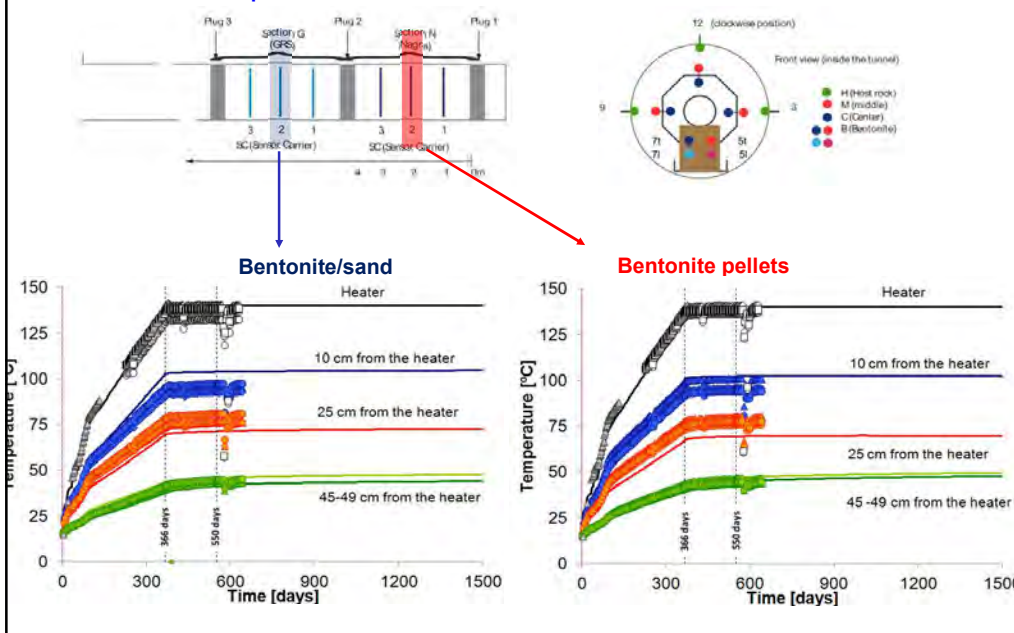 Plug 3
Plug 2
Plug 1
Section G
(GRS)
Section N
(Nagra)
3
2
1
3
2
1
SC (Sensor Carrier)
SC (Sensor Carrier)
4
3
2
1
0m
12 (clockwise position)
Front view (inside the tunnel)
9
3
H (Host rock)
M (middle)
C (Center)
B (Bentonite)
7t
5t
7l
5l
Bentonite/sand
Temperature [°C]
150
125
100
75
50
25
0
Heater
10 cm from the heater
25 cm from the heater
45-49 cm from the heater
366 days
550 days
0
300
600
900
1200
1500
Time [days]
Bentonite pellets
Temperature [ºC]
150
125
100
75
50
25
0
Heater
10 cm from the heater
25 cm from the heater
45 -49 cm from the heater
366 days
550 days
0
300
600
900
1200
1500
Time [days]